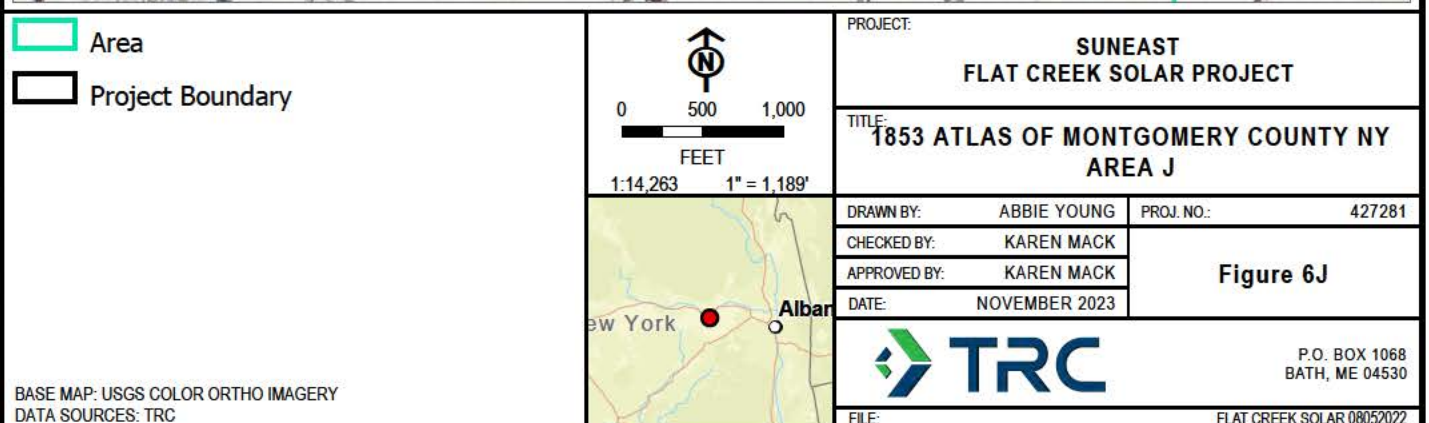 Area
Project Boundary
N
0 500 1,000
FEET
1:14,263 1" = 1,189'
ew York
Alban
BASE MAP: USGS COLOR ORTHO IMAGERY
DATA SOURCES: TRC
PROJECT:
SUNEAST
FLAT CREEK SOLAR PROJECT
TITLE:
1853 ATLAS OF MONTGOMERY COUNTY NY
AREA J
DRAWN BY: ABBIE YOUNG
PROJ. NO.: 427281
CHECKED BY: KAREN MACK
APPROVED BY: KAREN MACK
DATE: NOVEMBER 2023
Figure 6J
TRC
P.O. BOX 1068
BATH, ME 04530
FILE: FLAT CREEK SOLAR 08052022